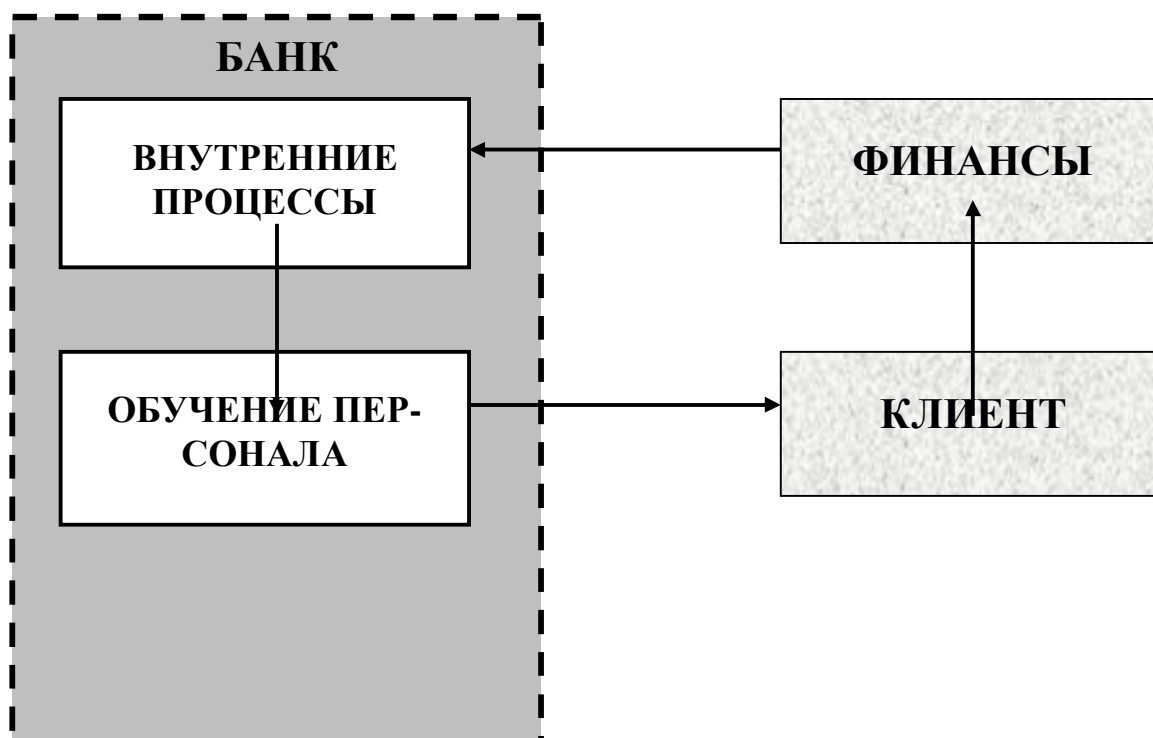 БАНК
ВНУТРЕННИЕ
ПРОЦЕССЫ
ФИНАНСЫ
ОБУЧЕНИЕ ПЕР-
СОНАЛА
КЛИЕНТ